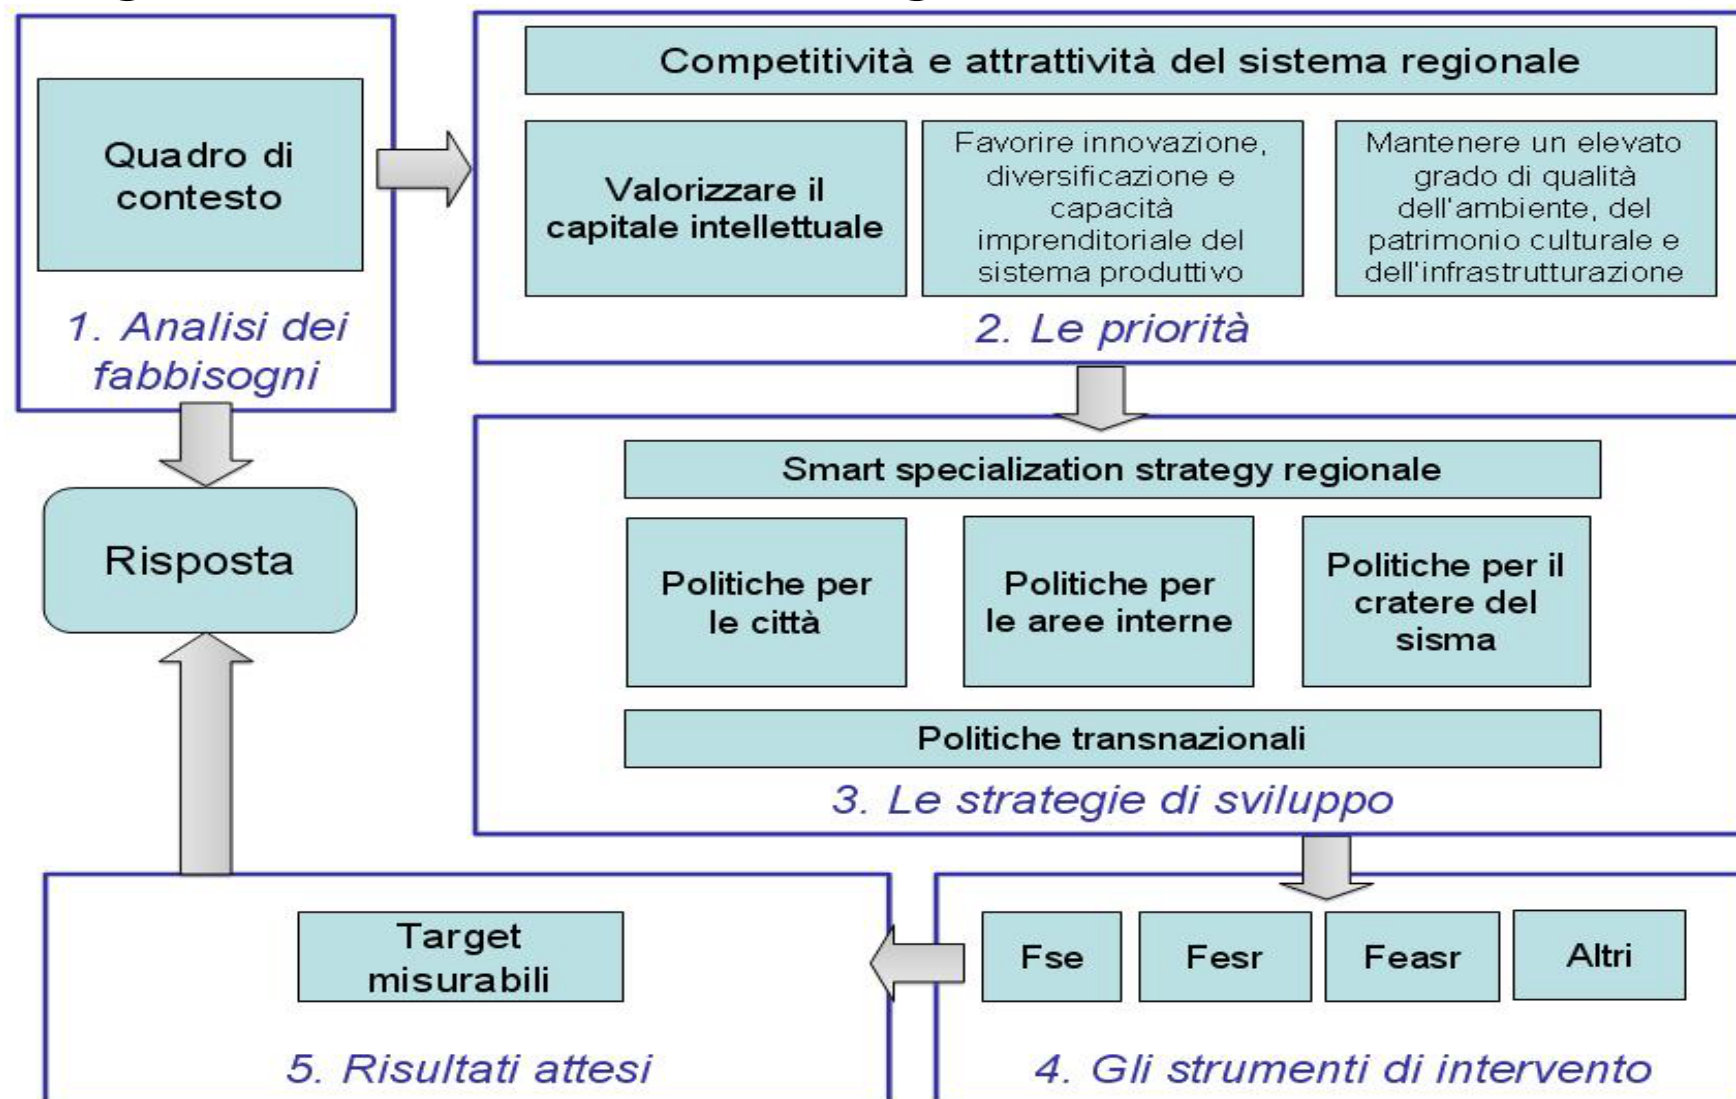 Quadro di
contesto
1. Analisi dei
fabbisogni
Competitività e attrattività del sistema regionale
Valorizzare il
capitale intellettuale
Favorire innovazione,
diversificazione e
capacità
imprenditoriale del
sistema produttivo
Mantenere un elevato
grado di qualità
dell'ambiente, del
patrimonio culturale e
dell'infrastrutturazione
2. Le priorità
Risposta
Smart specialization strategy regionale
Politiche per
le città
Politiche per
le aree interne
Politiche per il
cratere del
sisma
Politiche transnazionali
3. Le strategie di sviluppo
Fse
Fesr
Feasr
Altri
4. Gli strumenti di intervento
Target
misurabili
5. Risultati attesi